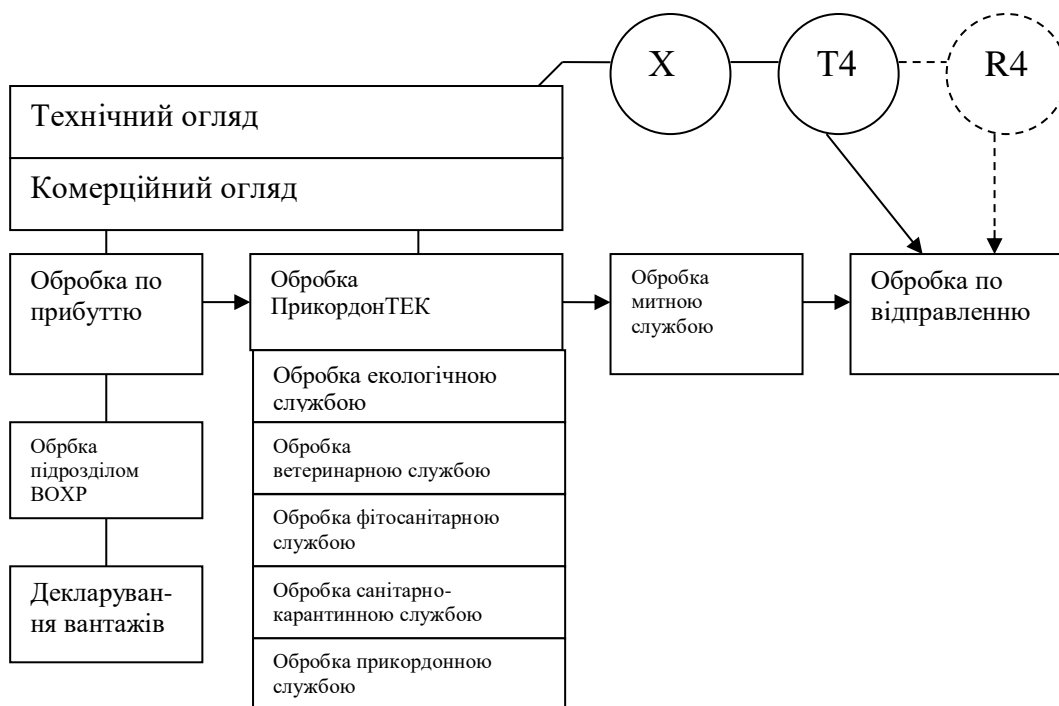 X
T4
R4
Технічний огляд
Комерційний огляд
Обробка по
прибуттю
Обробка
ПрикордонТЕК
Обробка
митною
службою
Обробка по
відправленню
Обробка екологічною
службою
Обрбка
підрозділом
ВОХР
Обробка
ветеринарною службою
Обробка фітосанітарною
службою
Декларуван-
ня вантажів
Обробка санітарно-
карантинною службою
Обробка прикордонною
службою